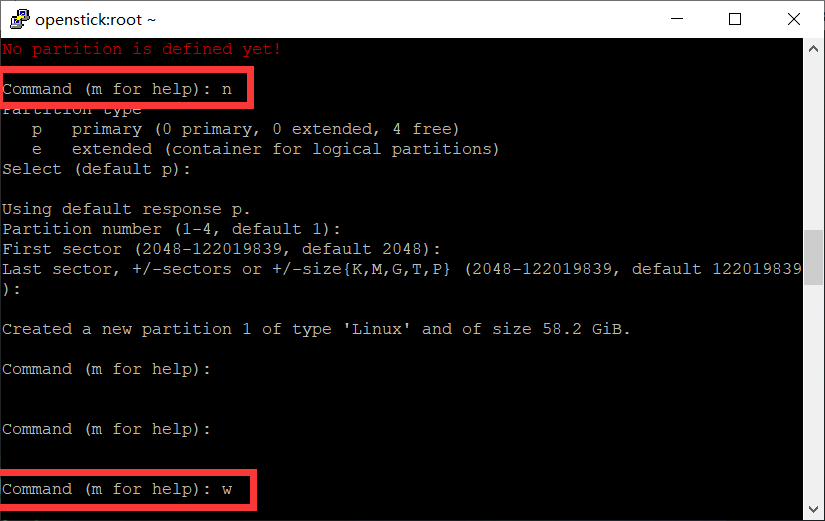 openstick:root ~
No partition is defined yet!
Command (m for help): n
Partition type
p primary (0 primary, 0 extended, 4 free)
e extended (container for logical partitions)
Select (default p):
Using default response p.
Partition number (1-4, default 1):
First sector (2048-122019839, default 2048):
Last sector, +/-sectors or +/-size{K,M,G,T,P} (2048-122019839, default 122019839
):
Created a new partition 1 of type 'Linux' and of size 58.2 GiB.
Command (m for help):
Command (m for help):
Command (m for help): w